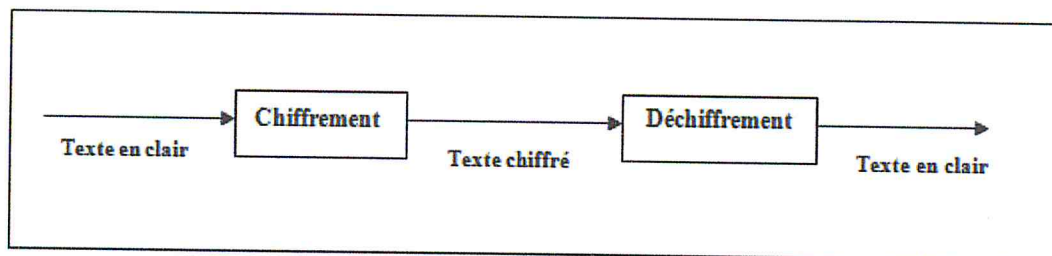 Chiffrement
Déchiffrement
Texte en clair
Texte chiffré
Texte en clair